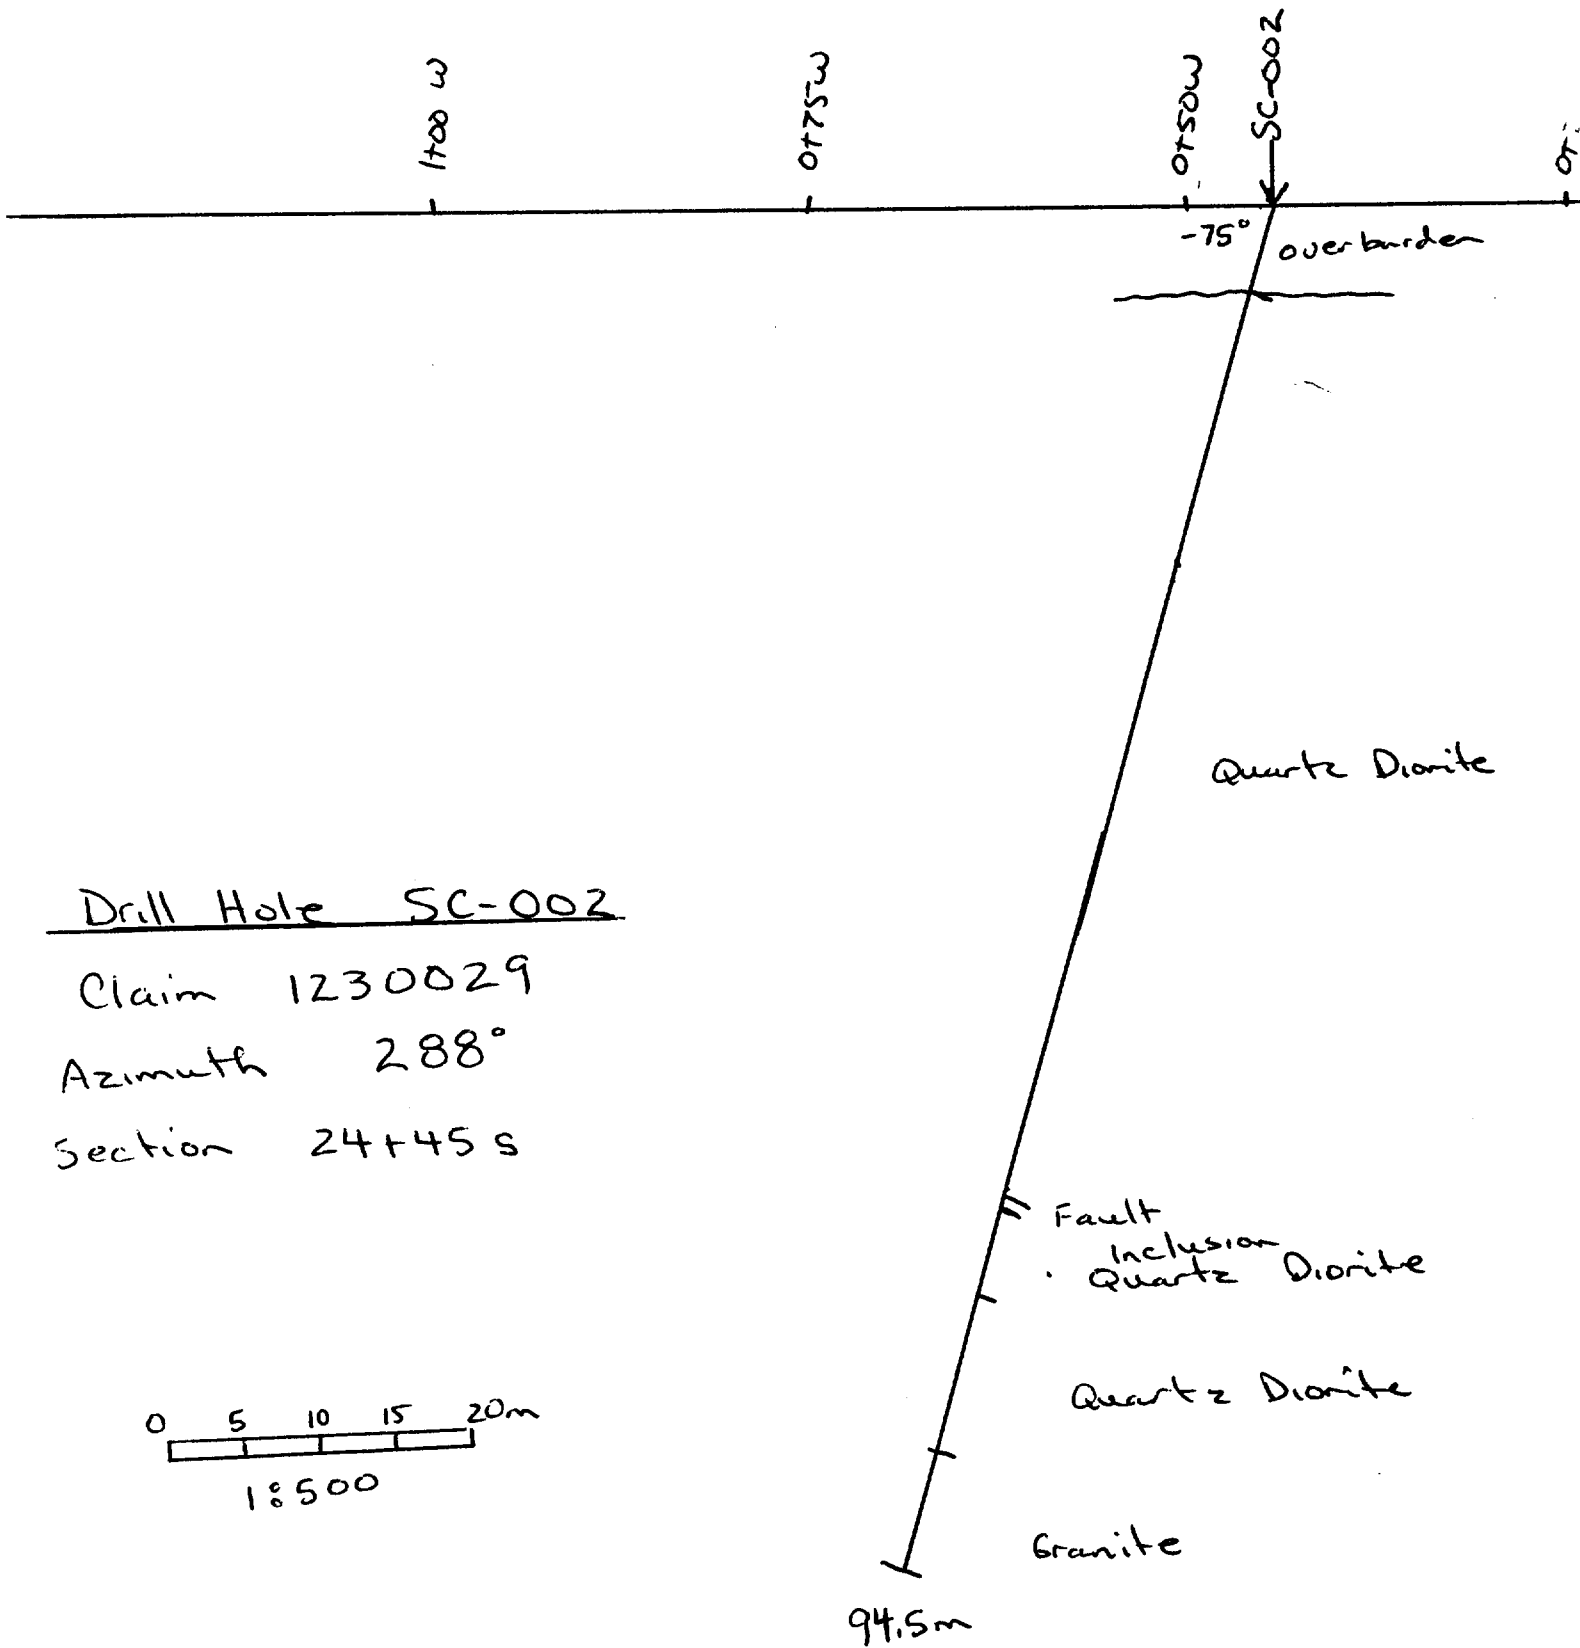 1+00 W
0+75W
0+50W
SC-002
0+
-75°
overburden
Quartz Diorite
Drill Hole SC-002
Claim 1230029
Azimuth 288°
Section 24+45 S
Fault
Inclusion
Quartz Diorite
Quartz Diorite
0 5 10 15 20m
1:500
Granite
94.5m